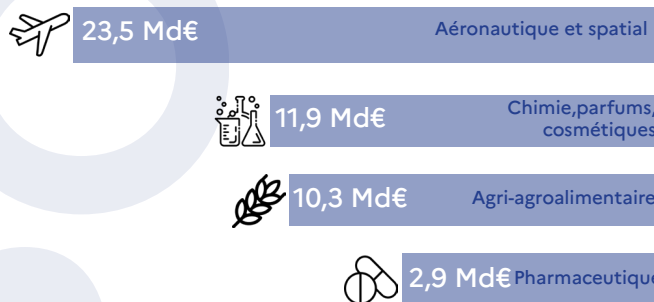 23,5 Md€ Aéronautique et spatial
11,9 Md€ Chimie,parfums,
cosmétiques
10,3 Md€ Agri-agroalimentaire
2,9 Md€ Pharmaceutique